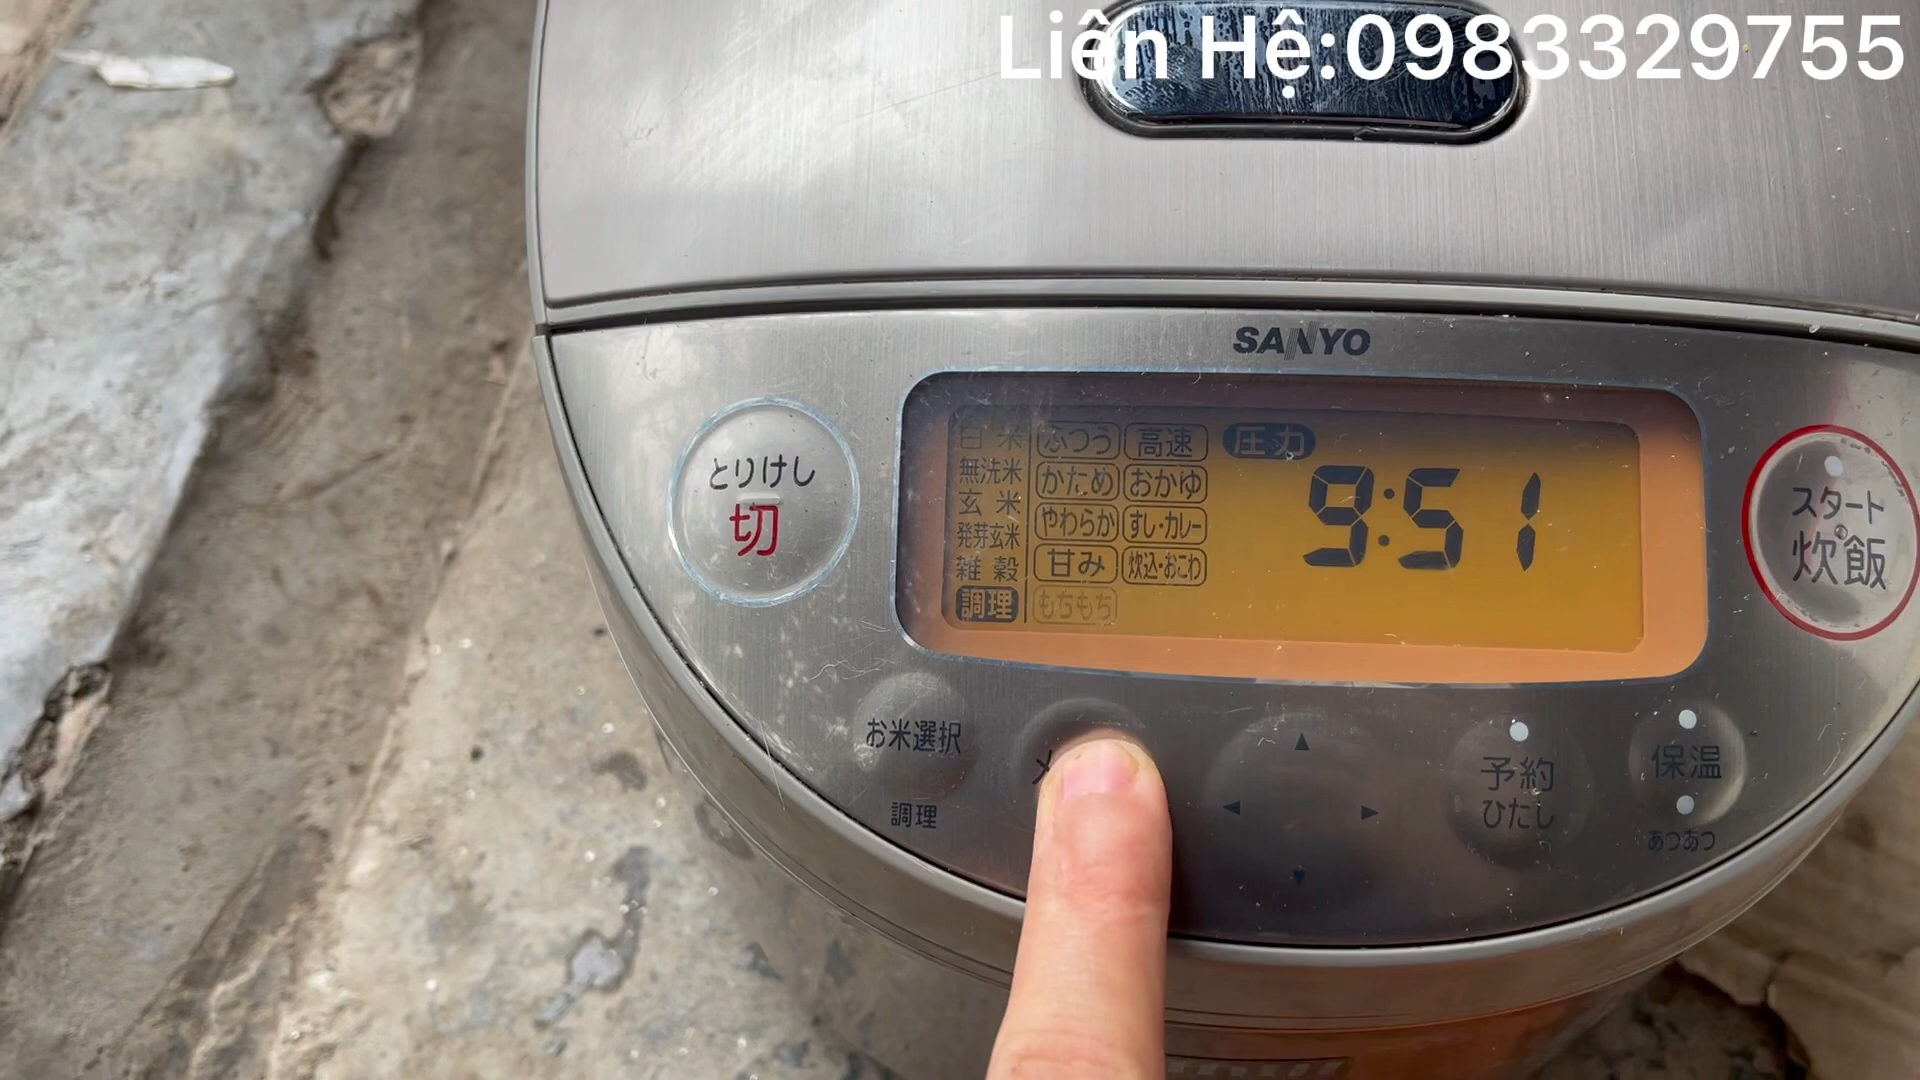 Liên Hê:0983329755
SANYO
とりけし
切
白米 ふつう 高速 圧力
無洗米 かため おかゆ
玄米 やわらか すし・カレー
発芽玄米 甘み 炊込・おこわ
雑穀
調理 もちもち
9:51
スタート
炊飯
お米選択
調理
予約
ひたし
保温
あつあつ